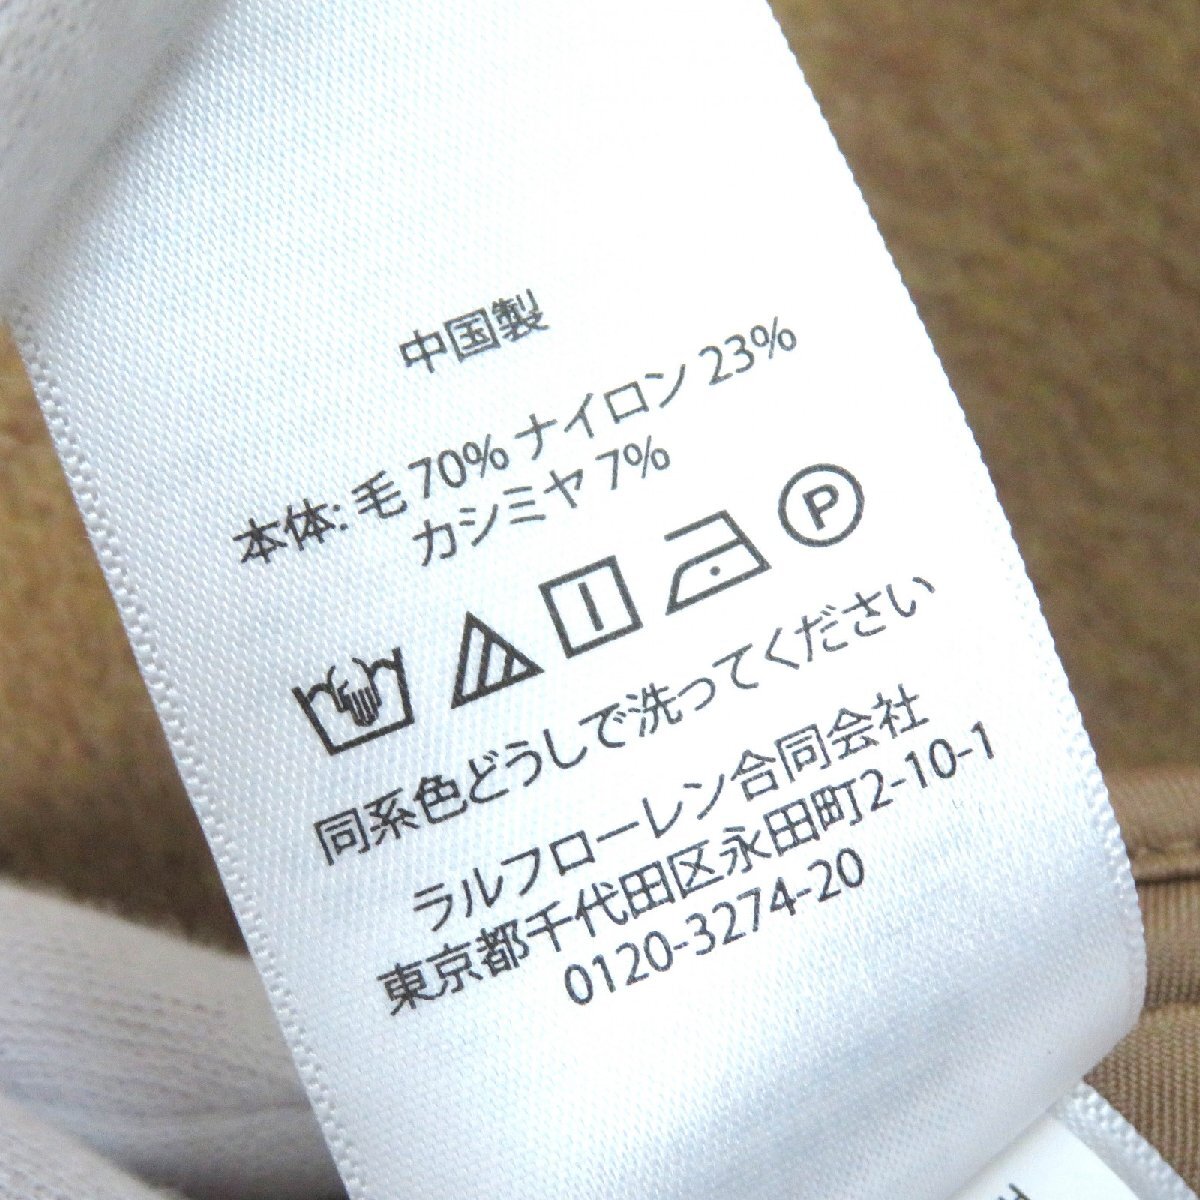 中国製
本体: 毛 70% ナイロン 23%
カシミヤ 7%
P
同系色どうしで洗ってください
ラルフローレン合同会社
東京都千代田区永田町2-10-1
0120-3274-20